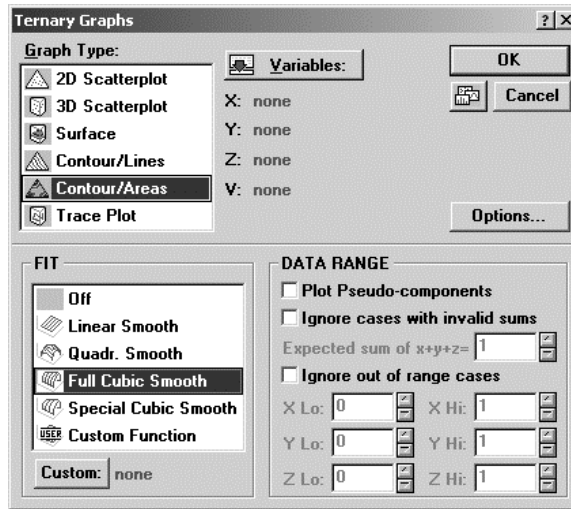 Ternary Graphs
? X
Graph Type:
2D Scatterplot
3D Scatterplot
Surface
Contour/Lines
Contour/Areas
Trace Plot
Variables:
X: none
Y: none
Z: none
V: none
OK
Cancel
Options...
FIT
Off
Linear Smooth
Quadr. Smooth
Full Cubic Smooth
Special Cubic Smooth
USER Custom Function
Custom: none
DATA RANGE
Plot Pseudo-components
Ignore cases with invalid sums
Expected sum of x+y+z= 1
Ignore out of range cases
X Lo: 0 X Hi: 1
Y Lo: 0 Y Hi: 1
Z Lo: 0 Z Hi: 1